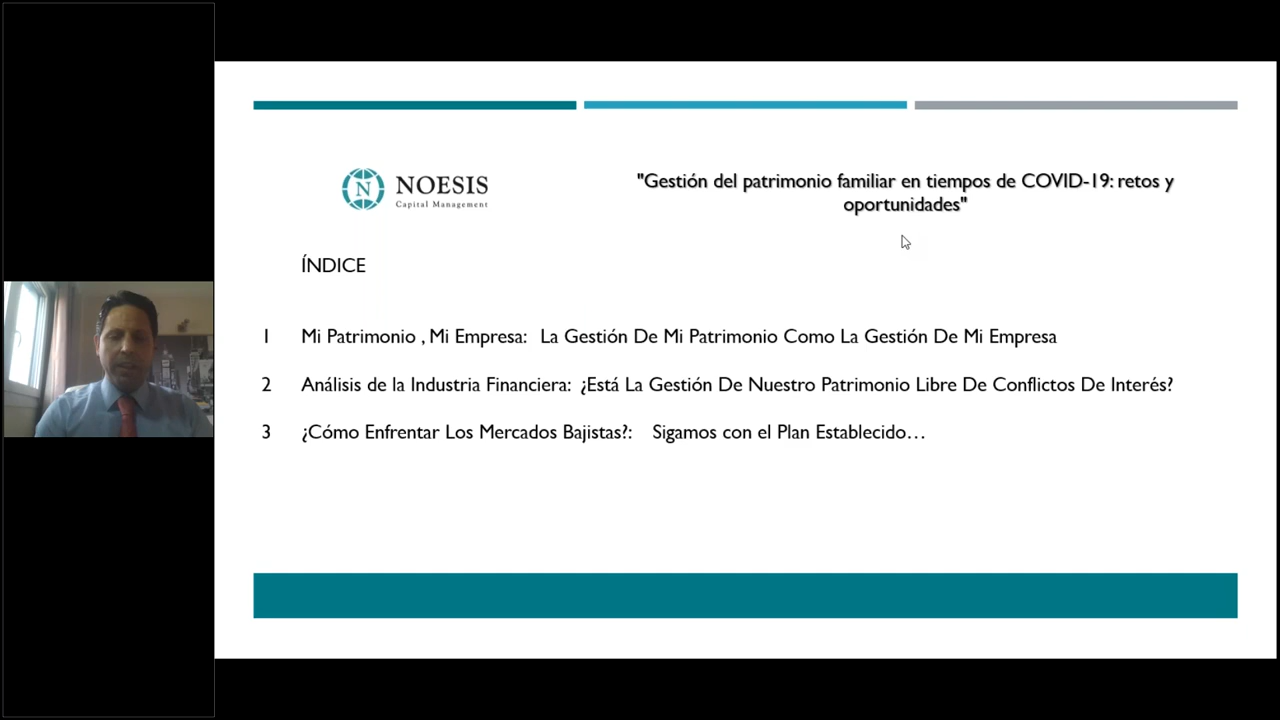 NOESIS
Capital Management
"Gestión del patrimonio familiar en tiempos de COVID-19: retos y
oportunidades"
ÍNDICE
1 Mi Patrimonio , Mi Empresa: La Gestión De Mi Patrimonio Como La Gestión De Mi Empresa
2 Análisis de la Industria Financiera: ¿Está La Gestión De Nuestro Patrimonio Libre De Conflictos De Interés?
3 ¿Cómo Enfrentar Los Mercados Bajistas?: Sigamos con el Plan Establecido…